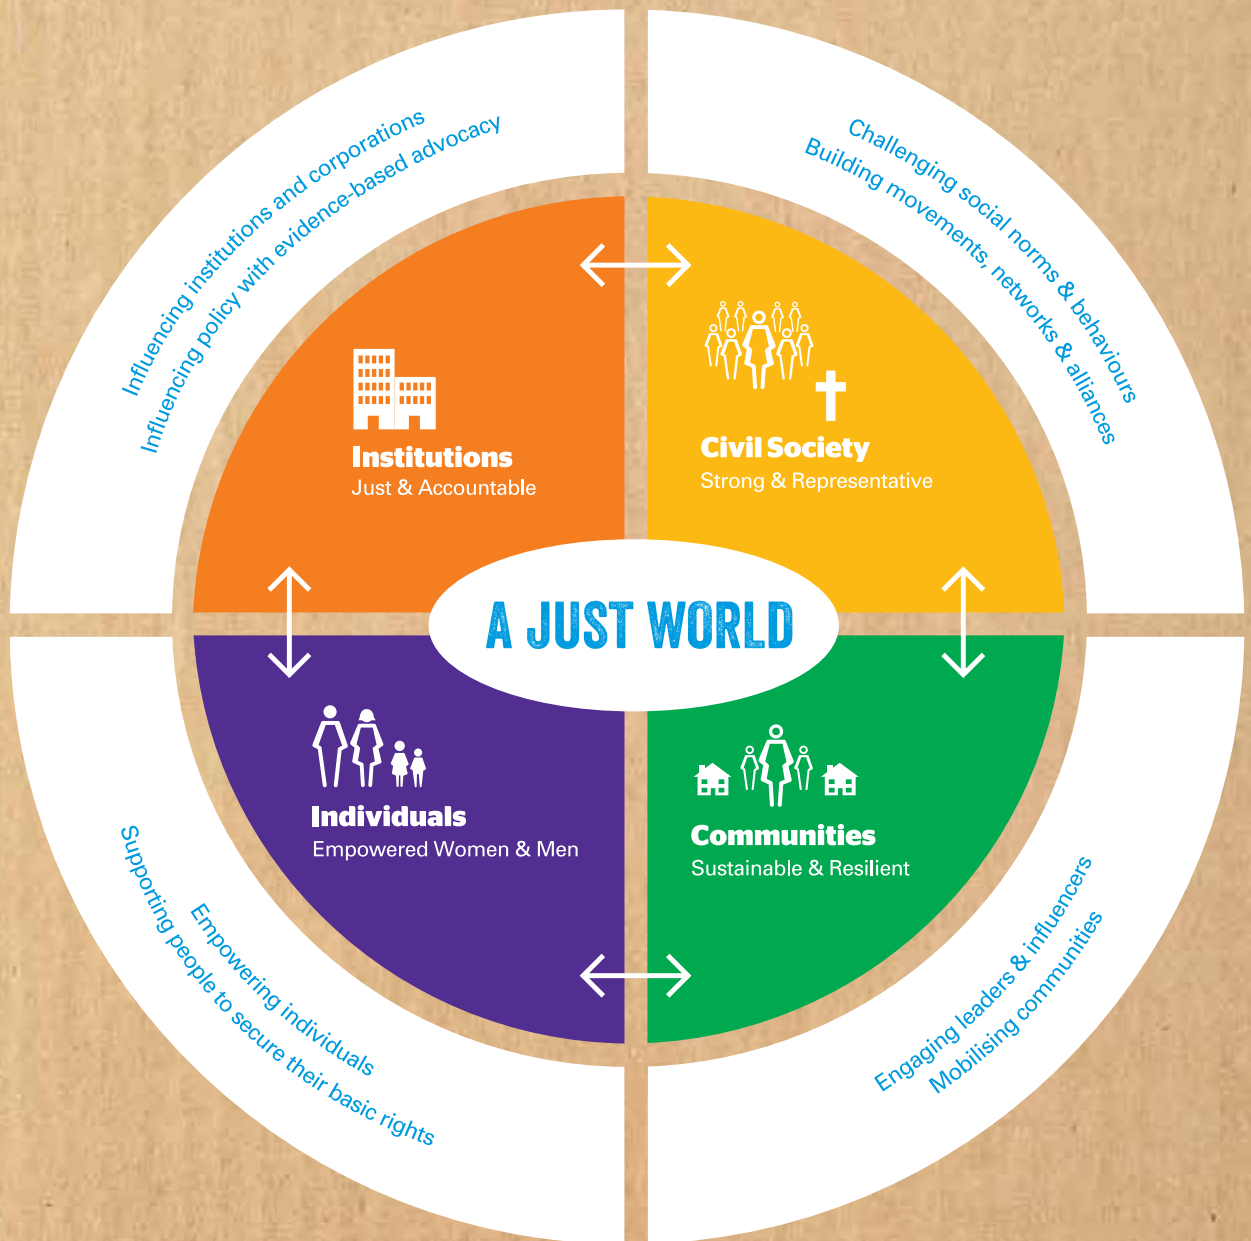 Influencing institutions and corporations
Influencing policy with evidence-based advocacy
Challenging social norms & behaviours
Building movements, networks & alliances
Institutions
Just & Accountable
Civil Society
Strong & Representative
A JUST WORLD
Individuals
Empowered Women & Men
Communities
Sustainable & Resilient
Empowering individuals
Supporting people to secure their basic rights
Engaging leaders & influencers
Mobilising communities